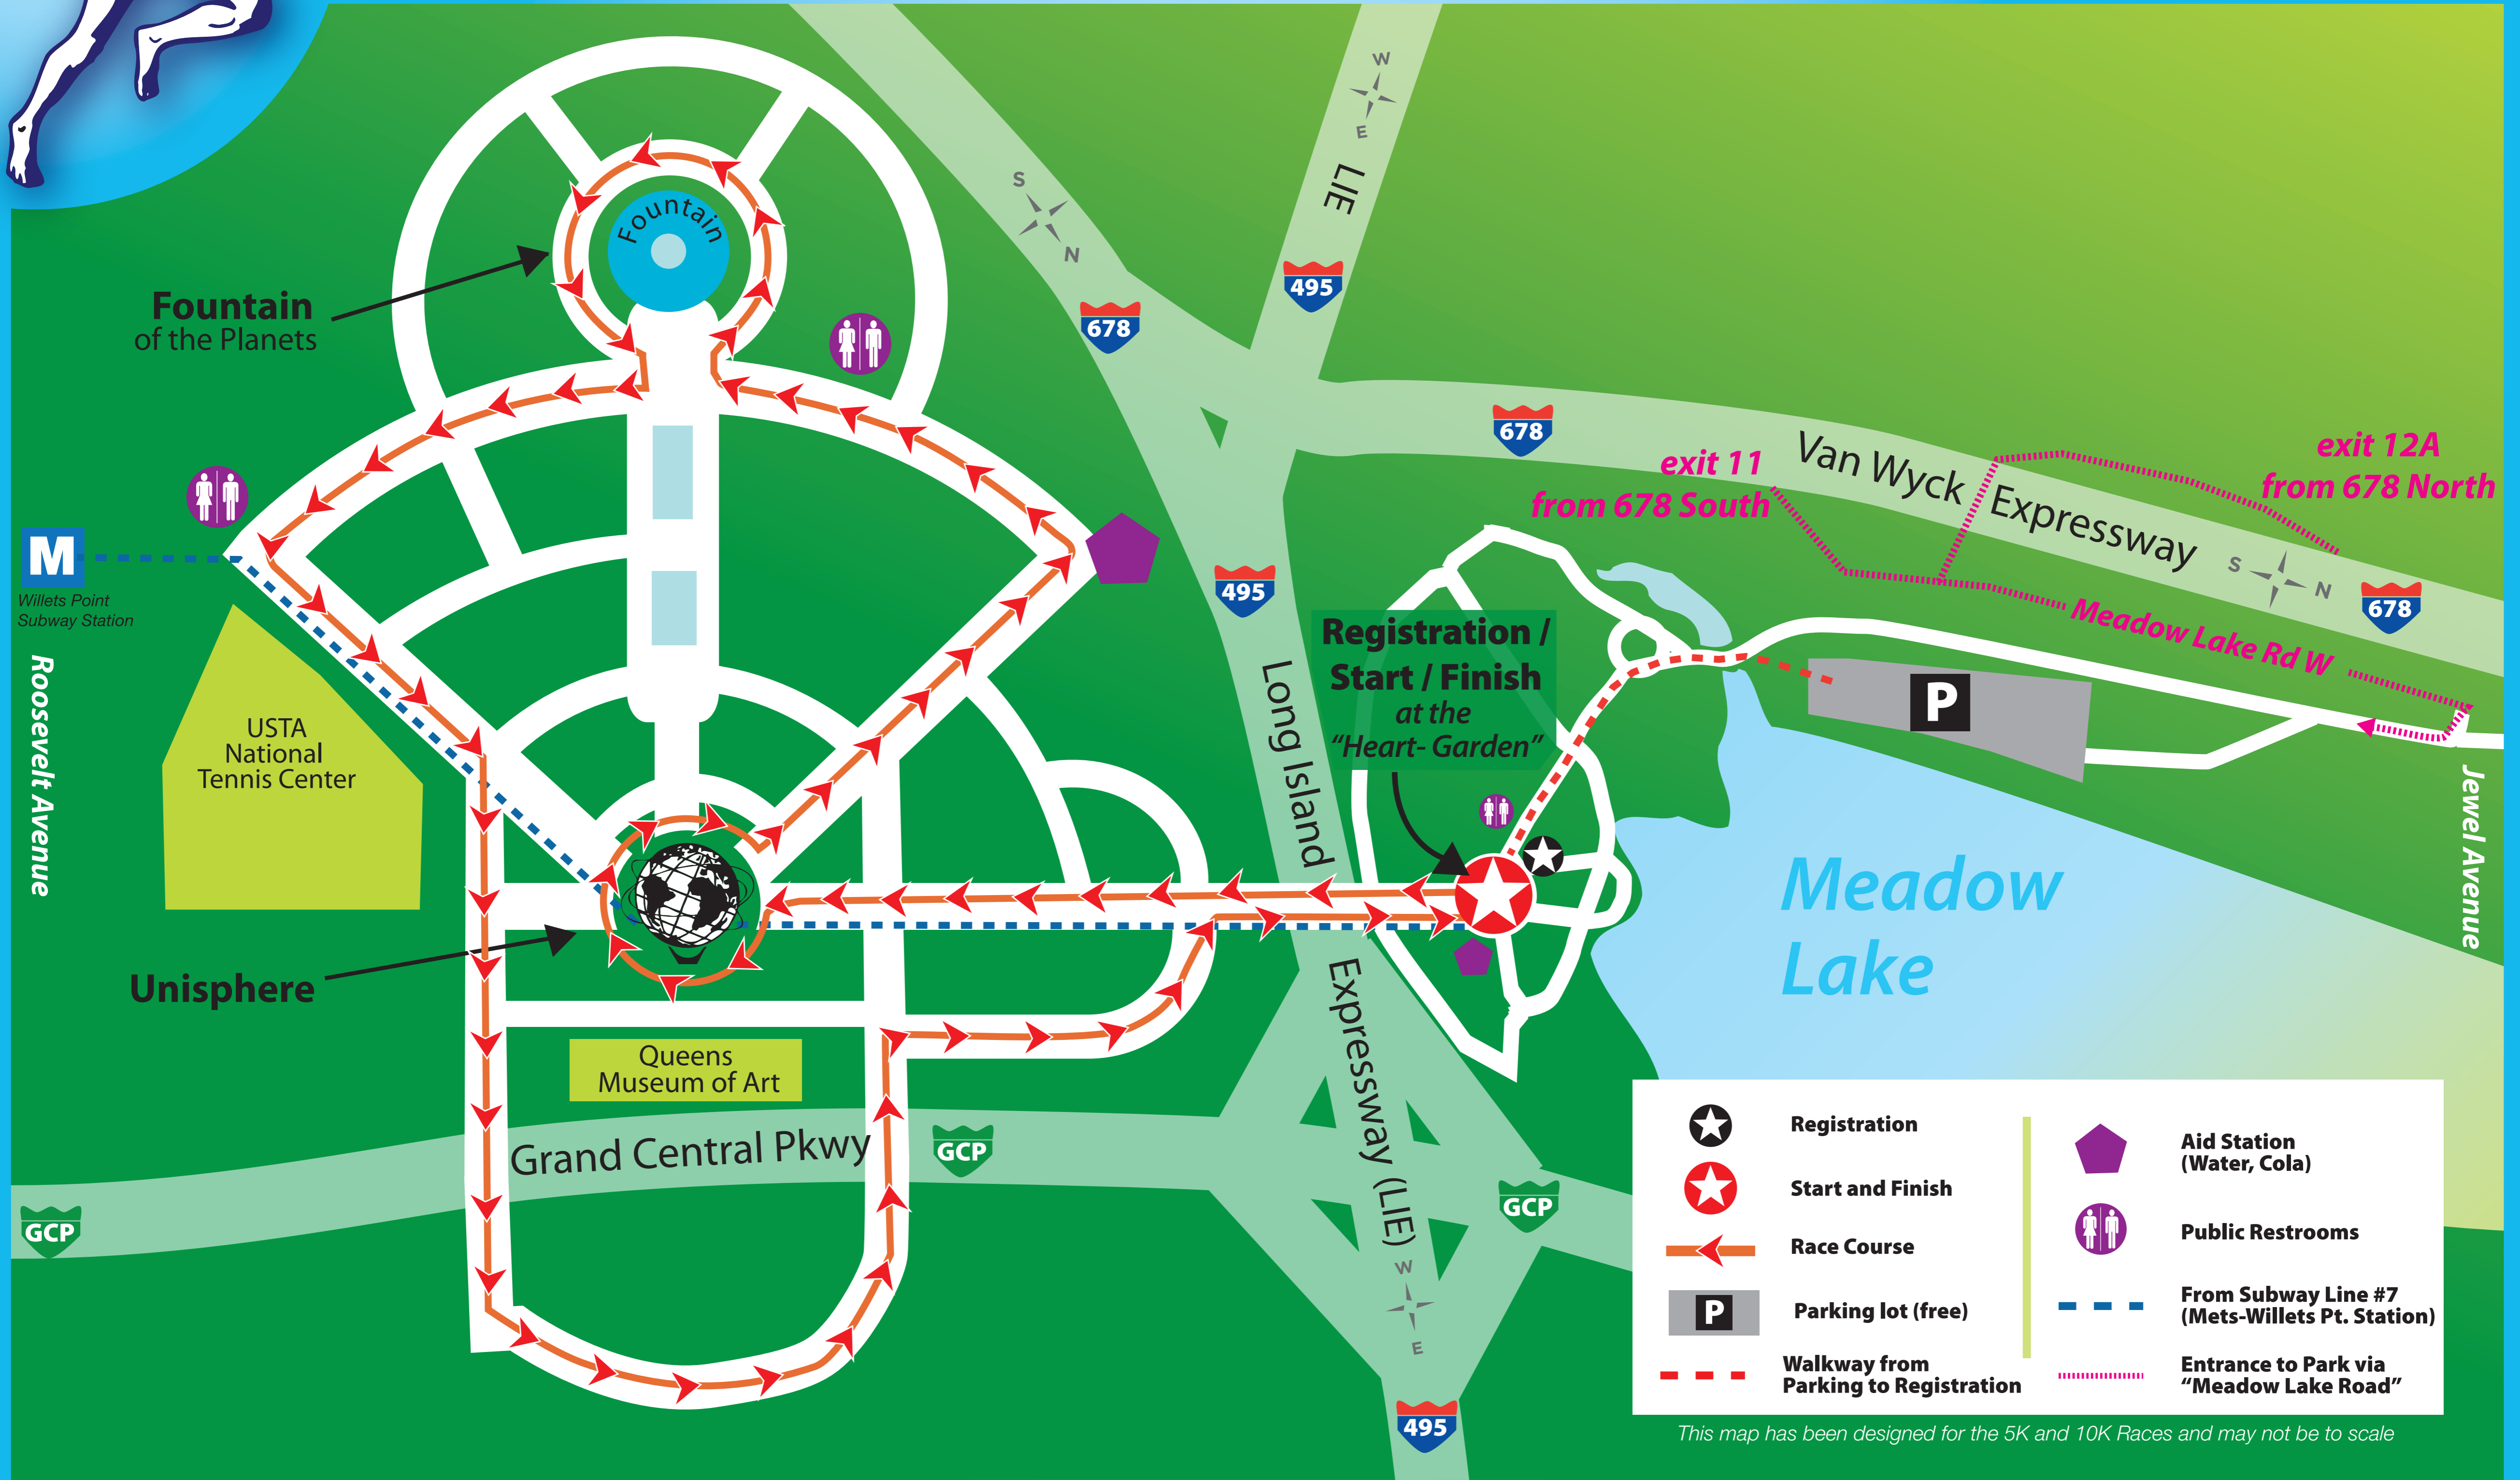 W
E
LIE
S
N
Fountain
495
678
Fountain
of the Planets
678
Van Wyck Expressway
exit 11
from 678 South
exit 12A
from 678 North
S
N
678
M
Willets Point
Subway Station
Roosevelt Avenue
495
Registration /
Start / Finish
at the
“Heart- Garden”
Meadow Lake Rd W
P
USTA
National
Tennis Center
Long Island
Expressway (LIE)
Jewel Avenue
Meadow
Lake
Unisphere
Queens
Museum of Art
Grand Central Pkwy
GCP
GCP
GCP
W
E
495
Registration
Start and Finish
Race Course
P
Parking lot (free)
Walkway from
Parking to Registration
Aid Station
(Water, Cola)
Public Restrooms
From Subway Line #7
(Mets-Willets Pt. Station)
Entrance to Park via
“Meadow Lake Road”
This map has been designed for the 5K and 10K Races and may not be to scale